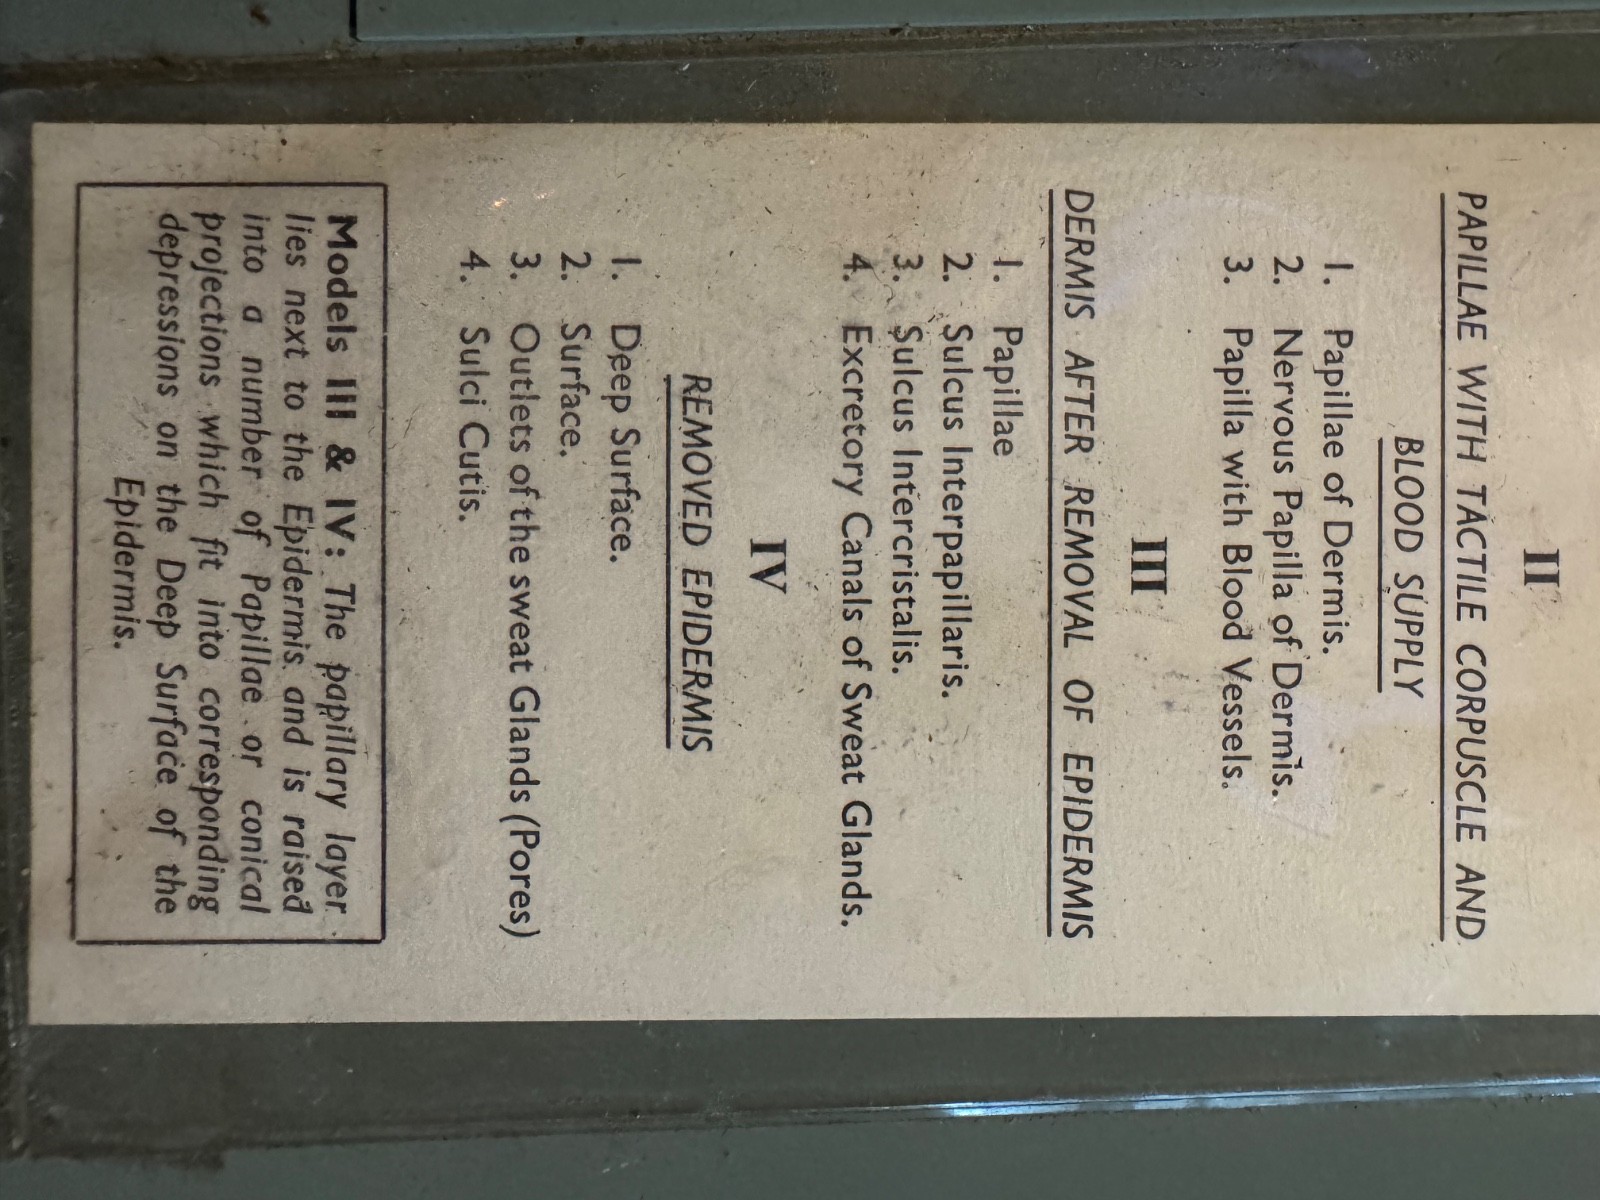 II
PAPILLAE WITH TACTILE CORPUSCLE AND
BLOOD SUPPLY
1. Papillae of Dermis.
2. Nervous Papilla of Dermis.
3. Papilla with Blood Vessels.
III
DERMIS AFTER REMOVAL OF EPIDERMIS
1. Papillae
2. Sulcus Interpapillaris.
3. Sulcus Intercristalis.
4. Excretory Canals of Sweat Glands.
IV
REMOVED EPIDERMIS
1. Deep Surface.
2. Surface.
3. Outlets of the sweat Glands (Pores)
4. Sulci Cutis.
Models III & IV: The papillary layer
lies next to the Epidermis and is raised
into a number of Papillae or conical
projections which fit into corresponding
depressions on the Deep Surface of the
Epidermis.